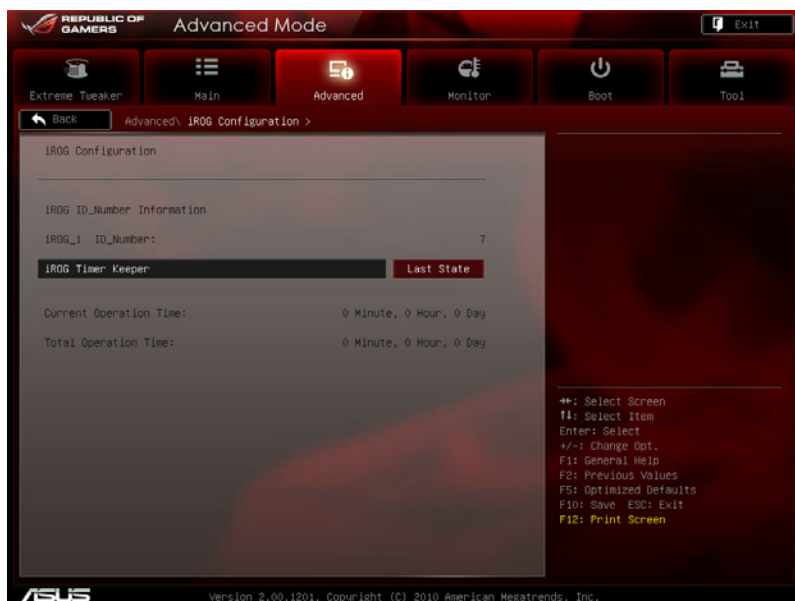 REPUBLIC OF
GAMERS
Advanced Mode
Exit
Extreme Tweaker
Main
Advanced
Monitor
Boot
Tool
Back
Advanced\ iROG Configuration >
iROG Configuration
iROG ID_Number Information
iROG_1 ID_Number: 7
iROG Timer Keeper Last State
Current Operation Time: 0 Minute, 0 Hour, 0 Day
Total Operation Time: 0 Minute, 0 Hour, 0 Day
→←: Select Screen
↑↓: Select Item
Enter: Select
+/-: Change Opt.
F1: General Help
F2: Previous Values
F5: Optimized Defaults
F10: Save ESC: Exit
F12: Print Screen
ASUS
Version 2.00.1201. Copyright (C) 2010 American Megatrends, Inc.